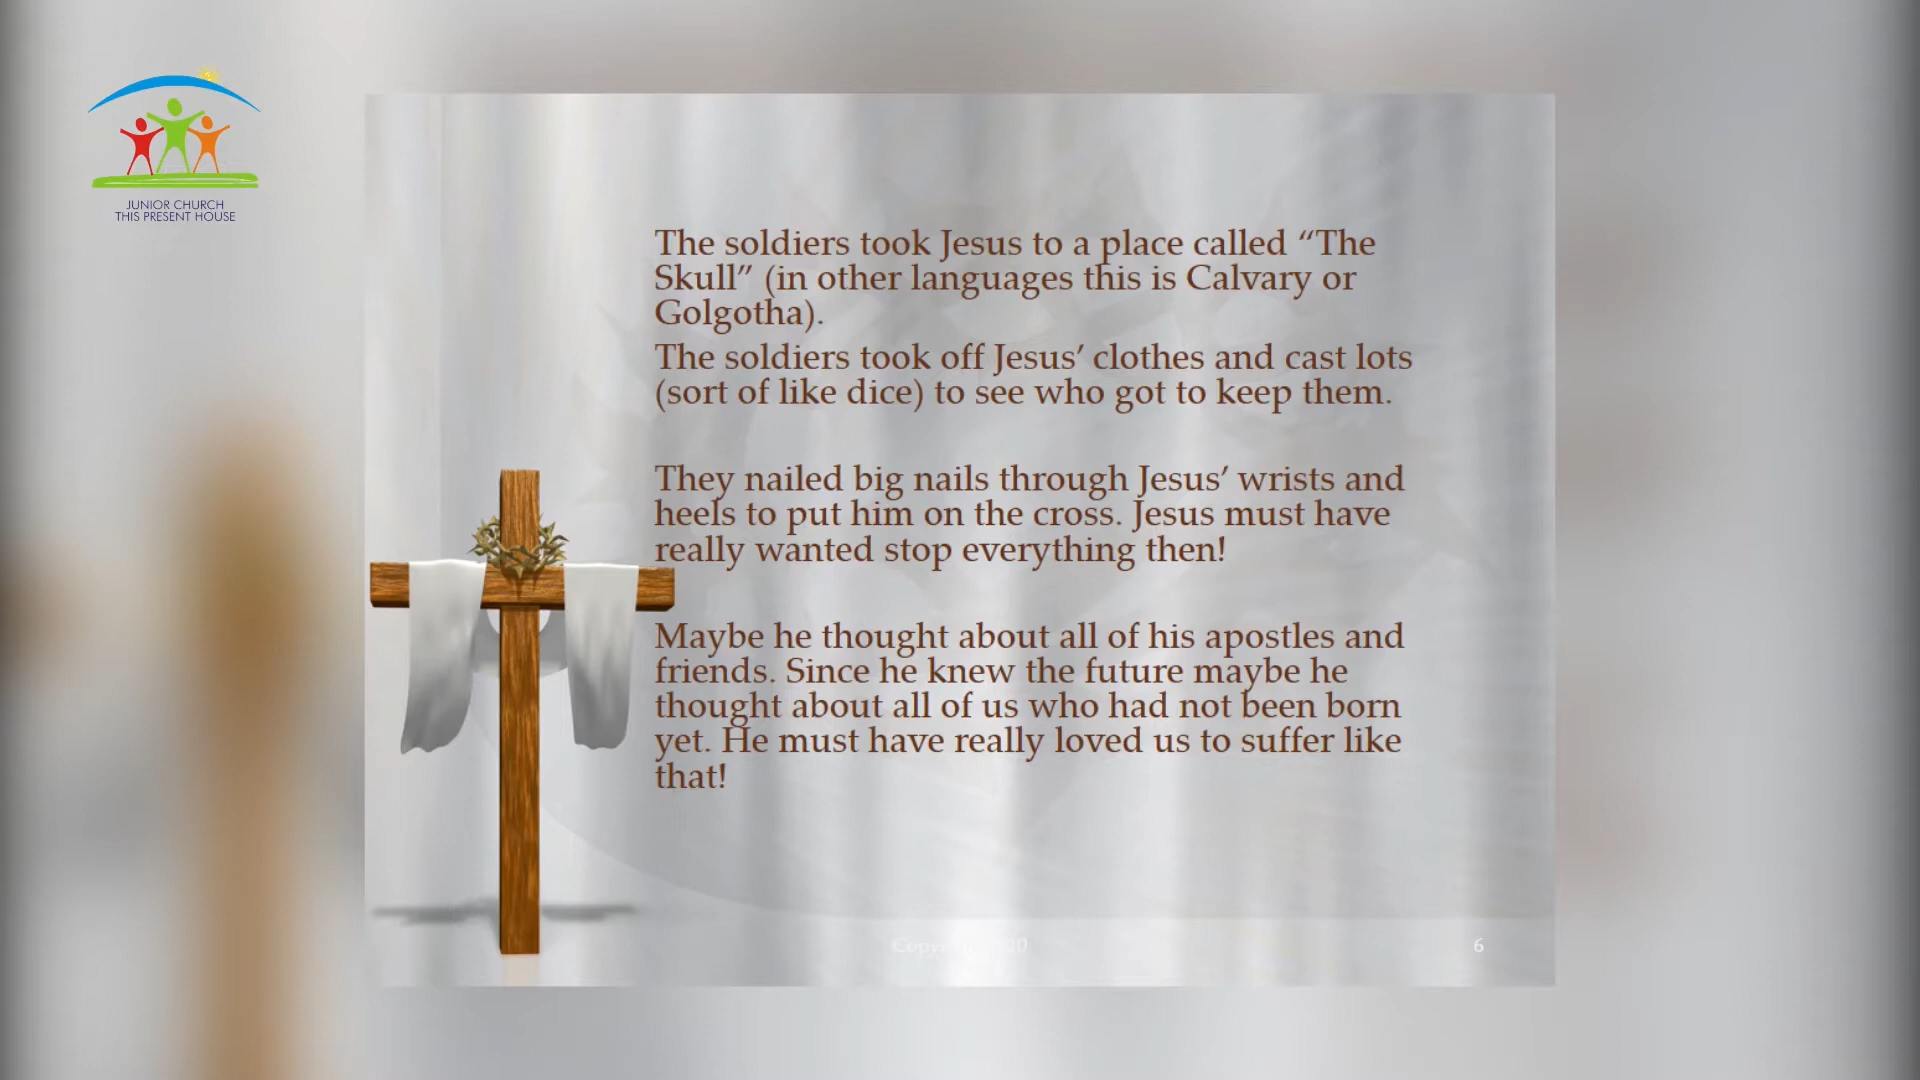 JUNIOR CHURCH
THIS PRESENT HOUSE
The soldiers took Jesus to a place called “The
Skull” (in other languages this is Calvary or
Golgotha).
The soldiers took off Jesus’ clothes and cast lots
(sort of like dice) to see who got to keep them.
They nailed big nails through Jesus’ wrists and
heels to put him on the cross. Jesus must have
really wanted stop everything then!
Maybe he thought about all of his apostles and
friends. Since he knew the future maybe he
thought about all of us who had not been born
yet. He must have really loved us to suffer like
that!
6